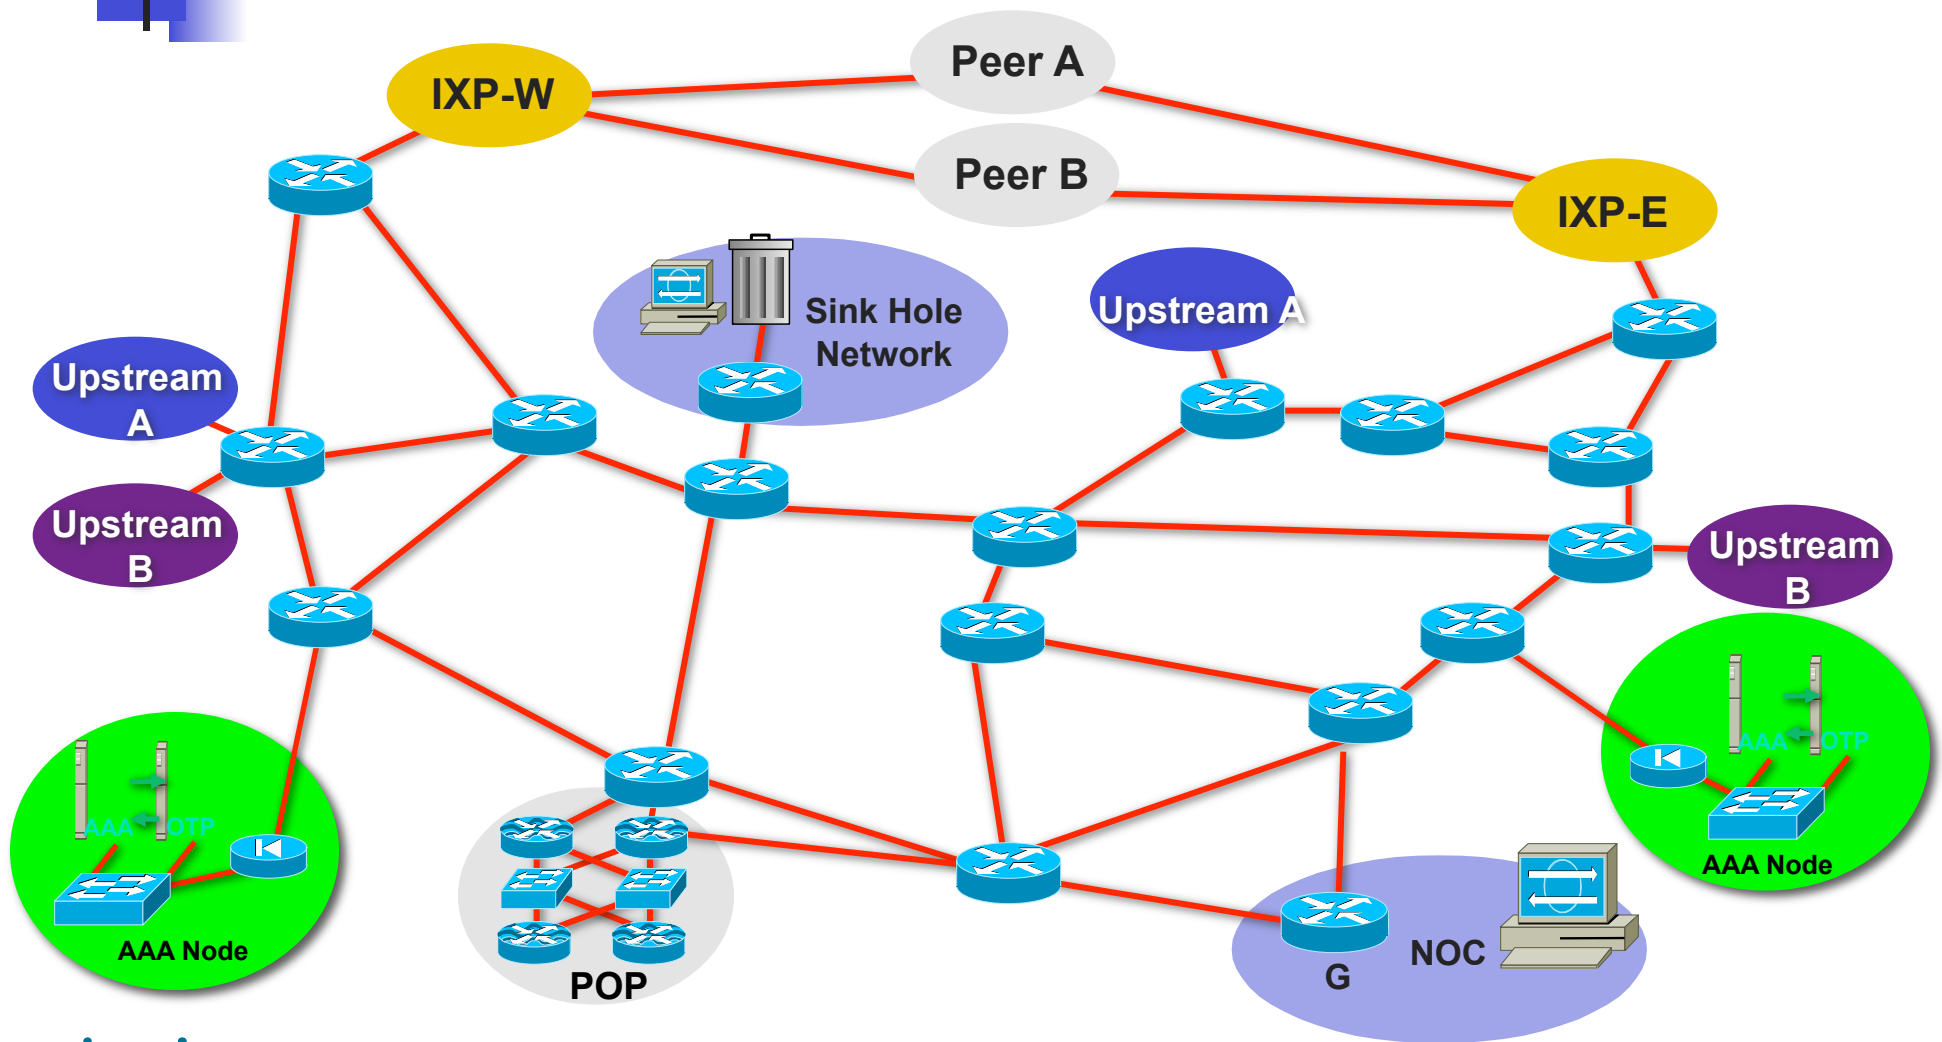 Peer A
IXP-W
Peer B
IXP-E
Sink Hole
Network
Upstream A
Upstream
A
Upstream
B
Upstream
B
AAA
OTP
AAA Node
AAA
OTP
AAA Node
POP
G
NOC